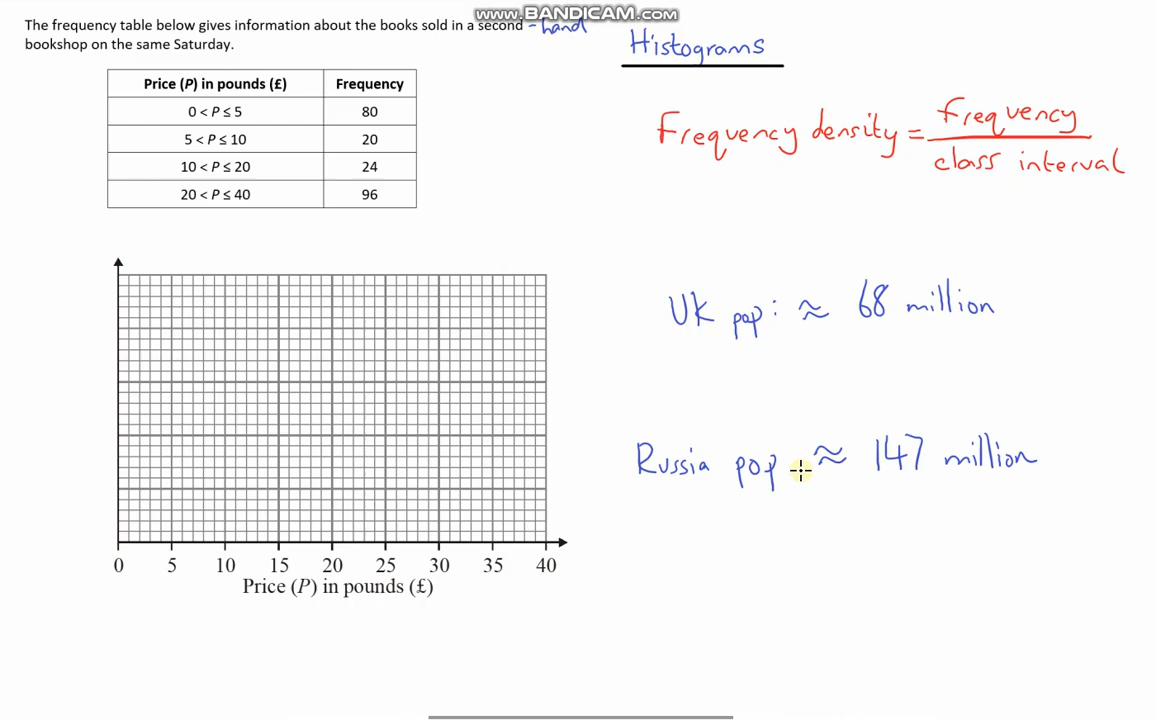 www.BANDICAM.com
The frequency table below gives information about the books sold in a second -hand
bookshop on the same Saturday.
Histograms
Price (P) in pounds (£) Frequency
0 < P ≤ 5 80
5 < P ≤ 10 20
10 < P ≤ 20 24
20 < P ≤ 40 96
Frequency density = frequency
class interval
UK pop: ≈ 68 million
Russia pop ≈ 147 million
0 5 10 15 20 25 30 35 40
Price (P) in pounds (£)